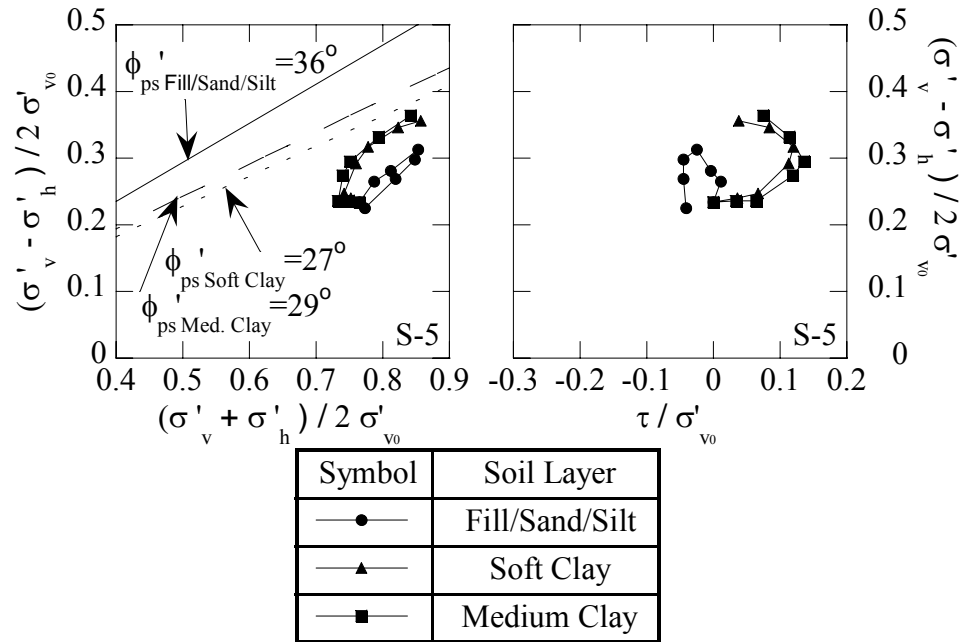 0.5
0.4
0.3
0.2
0.1
0
(σ'v - σ'h) / 2 σ'v0
ϕps' Fill/Sand/Silt =36°
ϕps' Soft Clay =27°
ϕps' Med. Clay =29°
S-5
0.4 0.5 0.6 0.7 0.8 0.9
(σ'v + σ'h) / 2 σ'v0
S-5
-0.3 -0.2 -0.1 0 0.1 0.2
τ / σ'v0
0.5
0.4
0.3
0.2
0.1
0
(σ'v - σ'h) / 2 σ'v0
Symbol Soil Layer
Fill/Sand/Silt
Soft Clay
Medium Clay